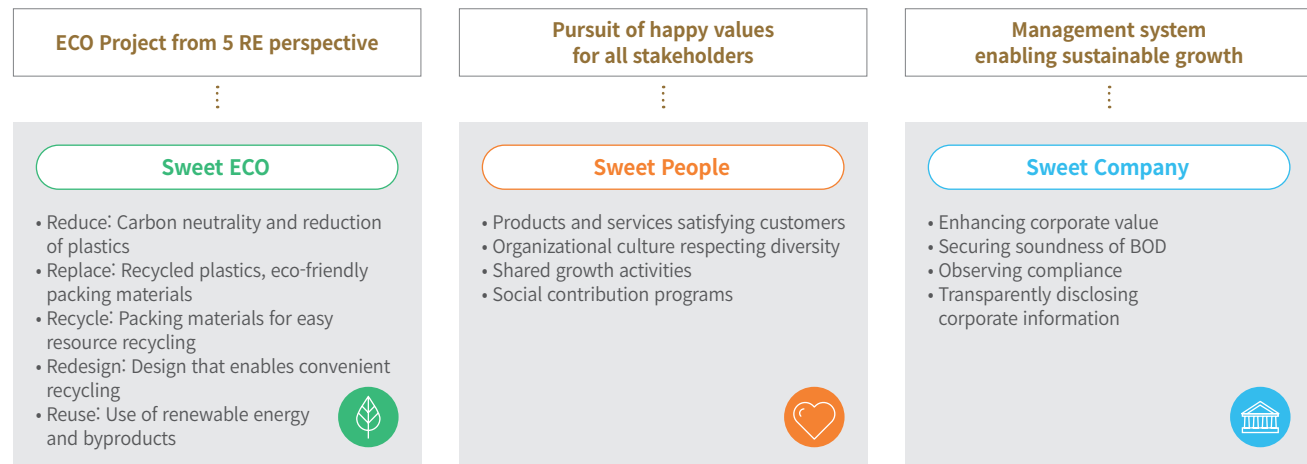 ECO Project from 5 RE perspective
Sweet ECO
• Reduce: Carbon neutrality and reduction
of plastics
• Replace: Recycled plastics, eco-friendly
packing materials
• Recycle: Packing materials for easy
resource recycling
• Redesign: Design that enables convenient
recycling
• Reuse: Use of renewable energy
and byproducts
Pursuit of happy values
for all stakeholders
Sweet People
• Products and services satisfying customers
• Organizational culture respecting diversity
• Shared growth activities
• Social contribution programs
Management system
enabling sustainable growth
Sweet Company
• Enhancing corporate value
• Securing soundness of BOD
• Observing compliance
• Transparently disclosing
corporate information